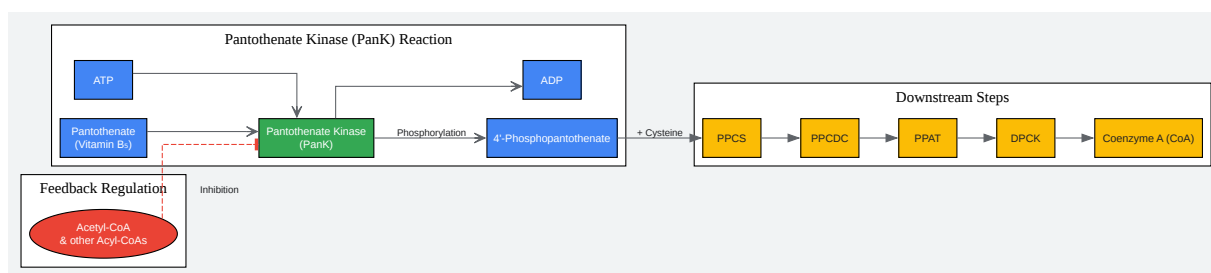 Pantothenate Kinase (PanK) Reaction
ATP
ADP
Pantothenate
(Vitamin B₅)
Pantothenate Kinase
(PanK)
Phosphorylation
4'-Phosphopantothenate
+ Cysteine
Downstream Steps
PPCS
PPCDC
PPAT
DPCK
Coenzyme A (CoA)
Feedback Regulation
Inhibition
Acetyl-CoA
& other Acyl-CoAs